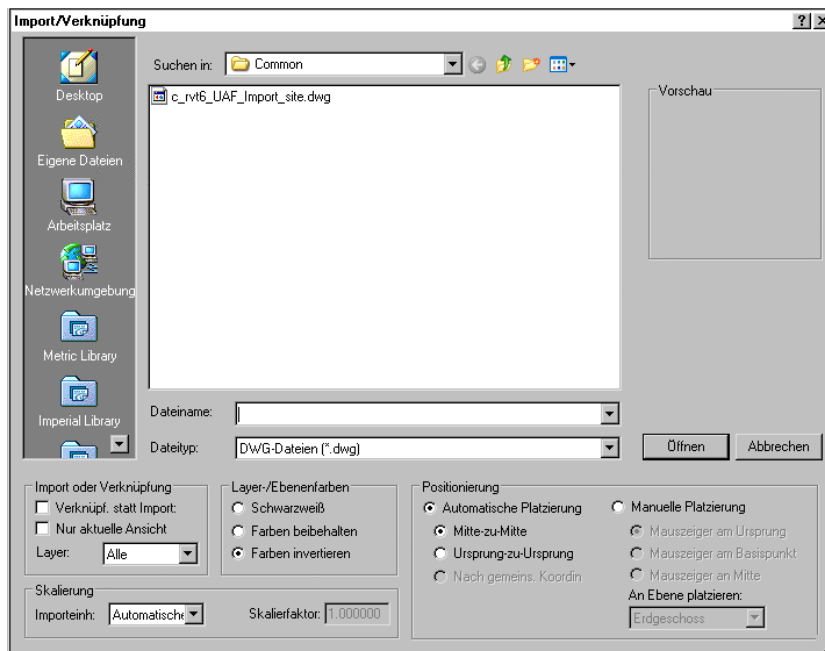 Import/Verknüpfung
Suchen in: Common
Desktop
Eigene Dateien
Arbeitsplatz
Netzwerkumgebung
Metric Library
Imperial Library
c_rvt6_UAF_Import_site.dwg
Vorschau
Dateiname:
Dateityp: DWG-Dateien (*.dwg)
Öffnen Abbrechen
Import oder Verknüpfung
Verknüpf. statt Import:
Nur aktuelle Ansicht
Layer: Alle
Layer-/Ebenenfarben
Schwarzweiß
Farben beibehalten
Farben invertieren
Skalierung
Importeinh: Automatische
Skalierfaktor: 1.000000
Positionierung
Automatische Platzierung
Mitte-zu-Mitte
Ursprung-zu-Ursprung
Nach gemeins. Koordin
Manuelle Platzierung
Mauszeiger am Ursprung
Mauszeiger am Basispunkt
Mauszeiger an Mitte
An Ebene platzieren:
Erdgeschoss